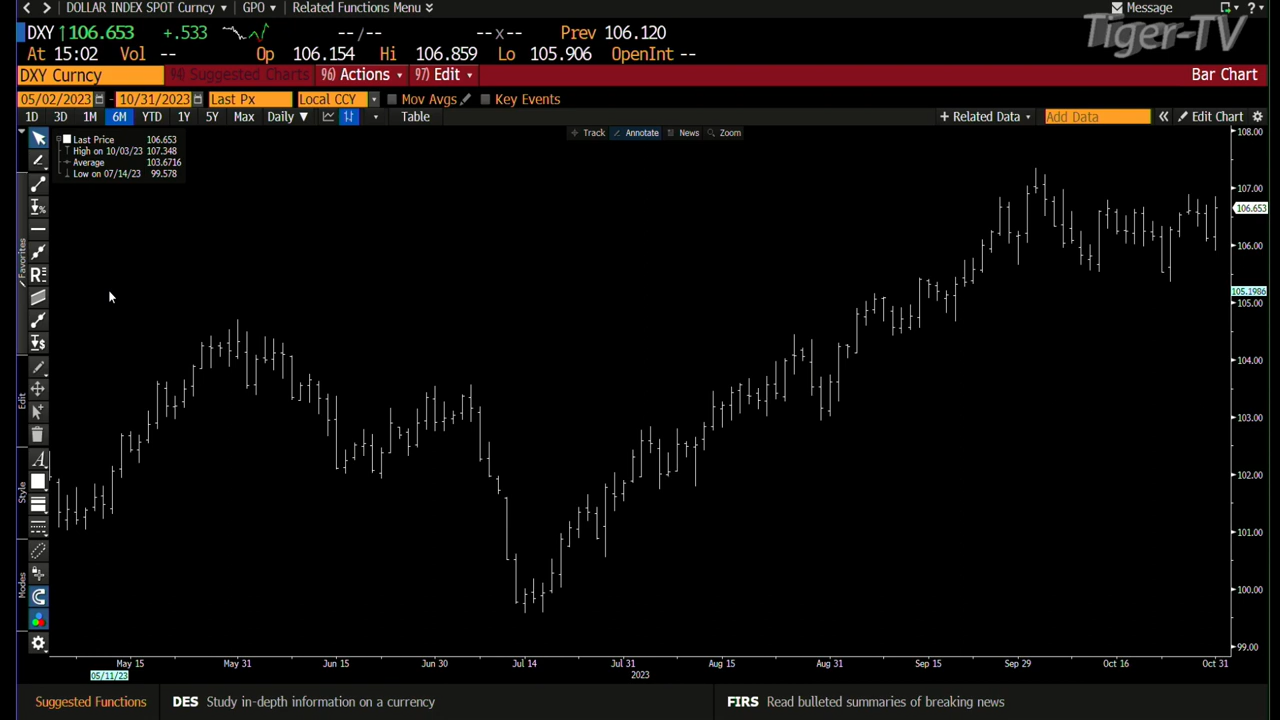 DOLLAR INDEX SPOT Curncy GPO Related Functions Menu Message ?
Tiger-TV
DXY ↑106.653 +.533 -- / -- -- x -- Prev 106.120
At 15:02 Vol -- Op 106.154 Hi 106.859 Lo 105.906 OpenInt --
DXY Curncy 94) Suggested Charts 96) Actions 97) Edit Bar Chart
05/02/2023 - 10/31/2023 Last Px Local CCY Mov Avgs Key Events
1D 3D 1M 6M YTD 1Y 5Y Max Daily ▼ Table + Related Data Add Data « Edit Chart
Track Annotate News Zoom
Last Price 106.653
High on 10/03/23 107.348
Average 103.6716
Low on 07/14/23 99.578
Favorites
Edit
Style
Modes
108.00
107.00
106.653
106.00
105.1986
105.00
104.00
103.00
102.00
101.00
100.00
99.00
May 15 May 31 Jun 15 Jun 30 Jul 14 Jul 31 Aug 15 Aug 31 Sep 15 Sep 29 Oct 16 Oct 31
05/11/23 2023
Suggested Functions DES Study in-depth information on a currency FIRS Read bulleted summaries of breaking news